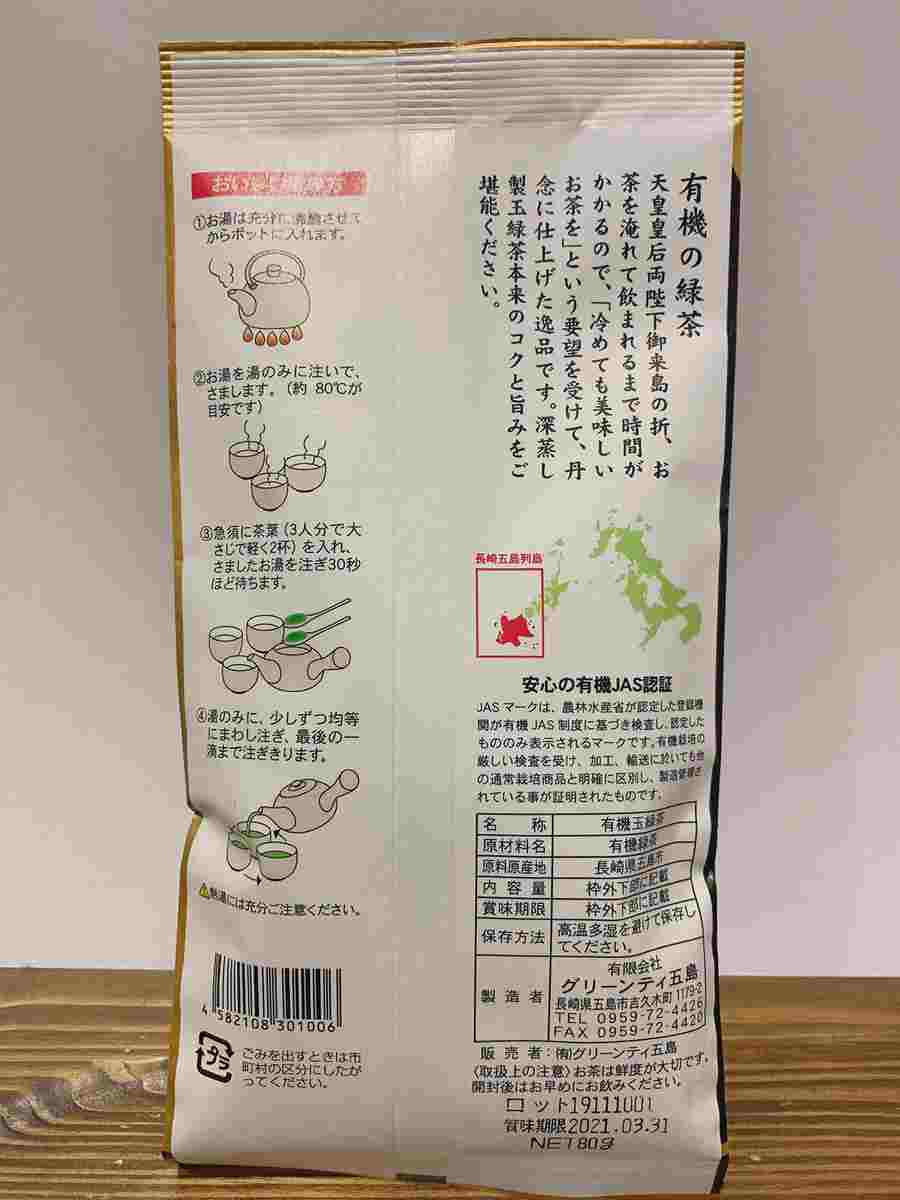 有機の緑茶
天皇皇后両陛下御来島の折、お
茶を淹れて飲まれるまで時間が
かかるので、「冷めても美味しい
お茶を」という要望を受けて、丹
念に仕上げた逸品です。深蒸し
製玉緑茶本来のコクと旨みをご
堪能ください。
①お湯は充分に沸騰させて
からポットに入れます。
②お湯を湯のみに注いで、
さまします。(約 80℃が
目安です)
③急須に茶葉(3人分で大
さじで軽く2杯)を入れ、
さましたお湯を注ぎ30秒
ほど待ちます。
④湯のみに、少しずつ均等
にまわし注ぎ、最後の一
滴まで注ぎきります。
熱湯には充分ご注意ください。
4 582108 301006
プラ
ごみを出すときは市
町村の区分にしたが
ってください。
長崎五島列島
安心の有機JAS認証
JASマークは、農林水産省が認定した登録機
関が有機JAS制度に基づき検査し、認定した
もののみ表示されるマークです。有機栽培の
厳しい検査を受け、加工、輸送に於いても他
の通常栽培商品と明確に区別し、製造管理さ
れている事が証明されたものです。
名称 有機玉緑茶
原材料名 有機緑茶
原料原産地 長崎県五島市
内容量 枠外下部に記載
賞味期限 枠外下部に記載
保存方法 高温多湿を避けて保存し
てください。
製造者 有限会社
グリーンティ五島
長崎県五島市吉久木町1179-2
TEL 0959-72-4426
FAX 0959-72-4420
販売者:㈲グリーンティ五島
〈取扱上の注意〉お茶は鮮度が大切です。
開封後はお早めにお飲みください。
ロット19111001
賞味期限2021.03.31
NET80g